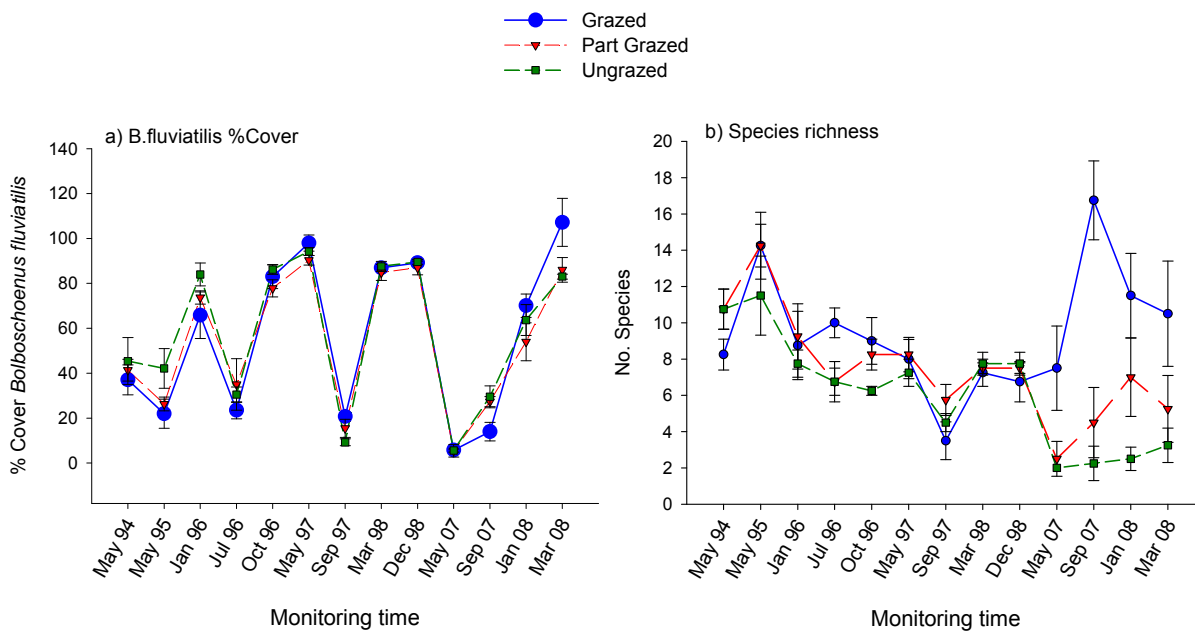 Grazed
Part Grazed
Ungrazed
a) B.fluviatilis %Cover
% Cover Bolboschoenus fluviatilis
140
120
100
80
60
40
20
0
May 94
May 95
Jan 96
Jul 96
Oct 96
May 97
Sep 97
Mar 98
Dec 98
May 07
Sep 07
Jan 08
Mar 08
Monitoring time
b) Species richness
No. Species
20
18
16
14
12
10
8
6
4
2
0
May 94
May 95
Jan 96
Jul 96
Oct 96
May 97
Sep 97
Mar 98
Dec 98
May 07
Sep 07
Jan 08
Mar 08
Monitoring time